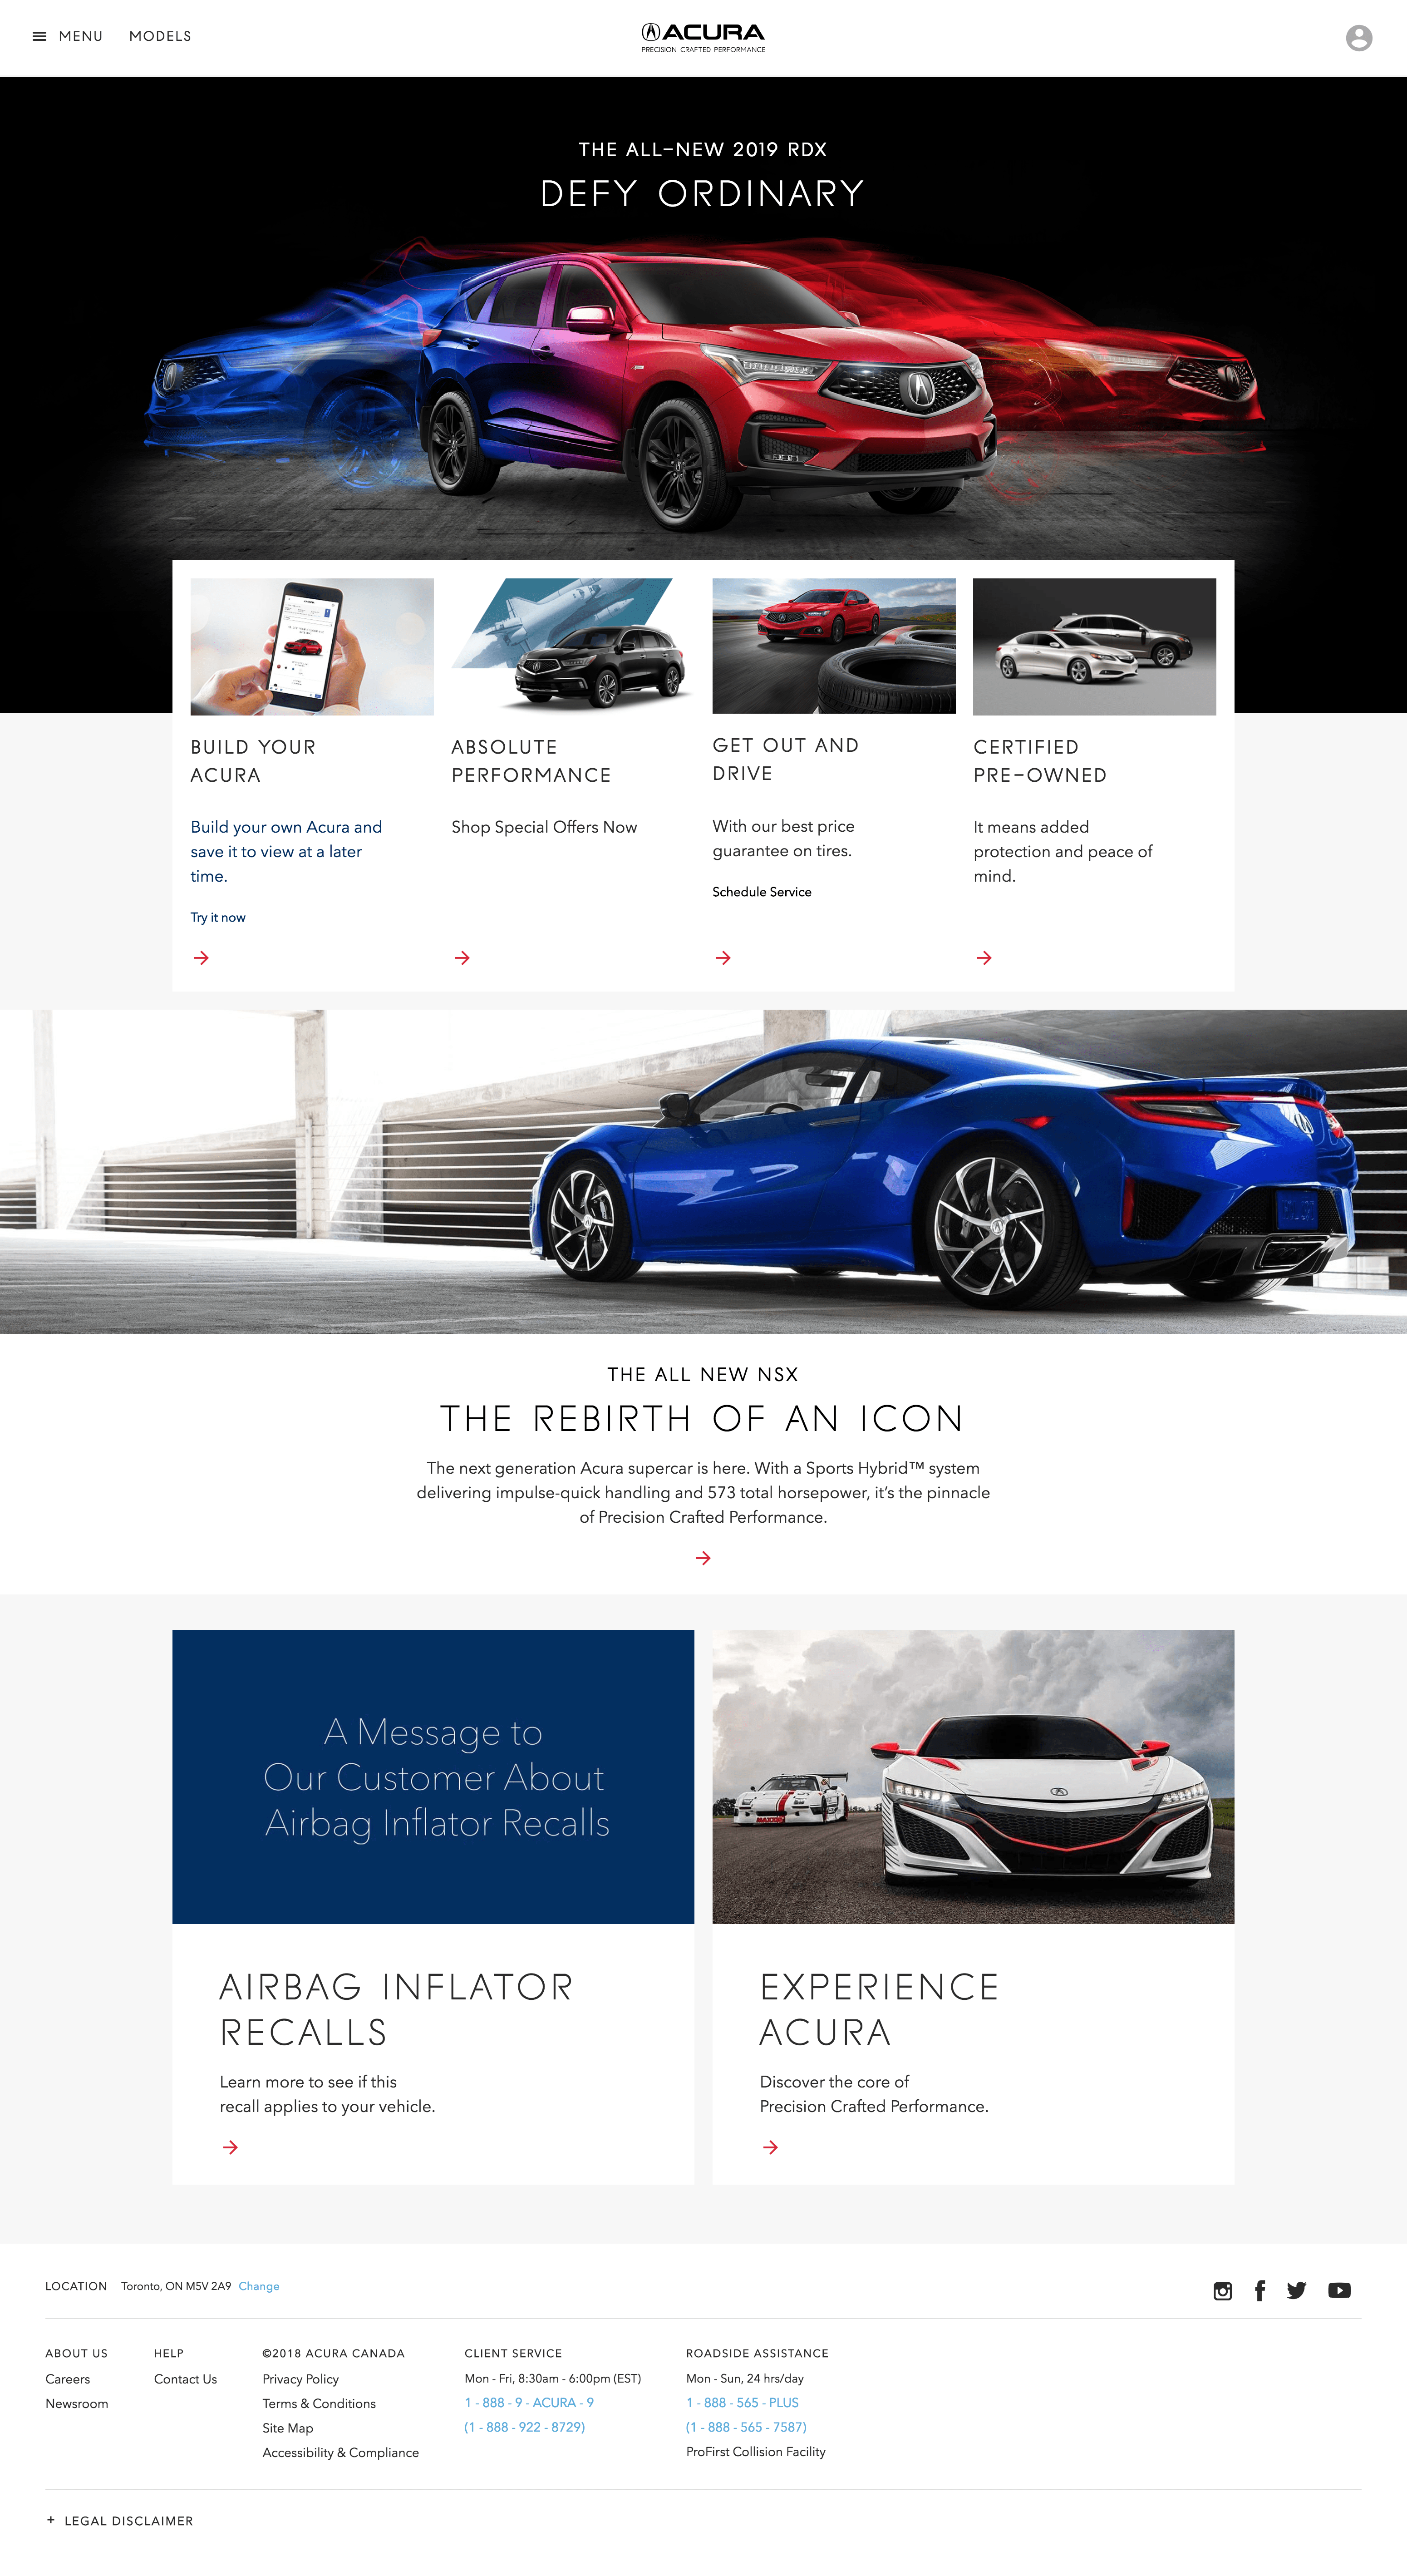 MENU
MODELS
ACURA
PRECISION CRAFTED PERFORMANCE
THE ALL-NEW 2019 RDX
DEFY ORDINARY
BUILD YOUR
ACURA
Build your own Acura and
save it to view at a later
time.
Try it now
ABSOLUTE
PERFORMANCE
Shop Special Offers Now
GET OUT AND
DRIVE
With our best price
guarantee on tires.
Schedule Service
CERTIFIED
PRE-OWNED
It means added
protection and peace of
mind.
THE ALL NEW NSX
THE REBIRTH OF AN ICON
The next generation Acura supercar is here. With a Sports Hybrid™ system
delivering impulse-quick handling and 573 total horsepower, it’s the pinnacle
of Precision Crafted Performance.
A Message to
Our Customer About
Airbag Inflator Recalls
MAXXIS
AIRBAG INFLATOR
RECALLS
Learn more to see if this
recall applies to your vehicle.
EXPERIENCE
ACURA
Discover the core of
Precision Crafted Performance.
LOCATION Toronto, ON M5V 2A9 Change
ABOUT US
Careers
Newsroom
HELP
Contact Us
©2018 ACURA CANADA
Privacy Policy
Terms & Conditions
Site Map
Accessibility & Compliance
CLIENT SERVICE
Mon - Fri, 8:30am - 6:00pm (EST)
1 - 888 - 9 - ACURA - 9
(1 - 888 - 922 - 8729)
ROADSIDE ASSISTANCE
Mon - Sun, 24 hrs/day
1 - 888 - 565 - PLUS
(1 - 888 - 565 - 7587)
ProFirst Collision Facility
+ LEGAL DISCLAIMER